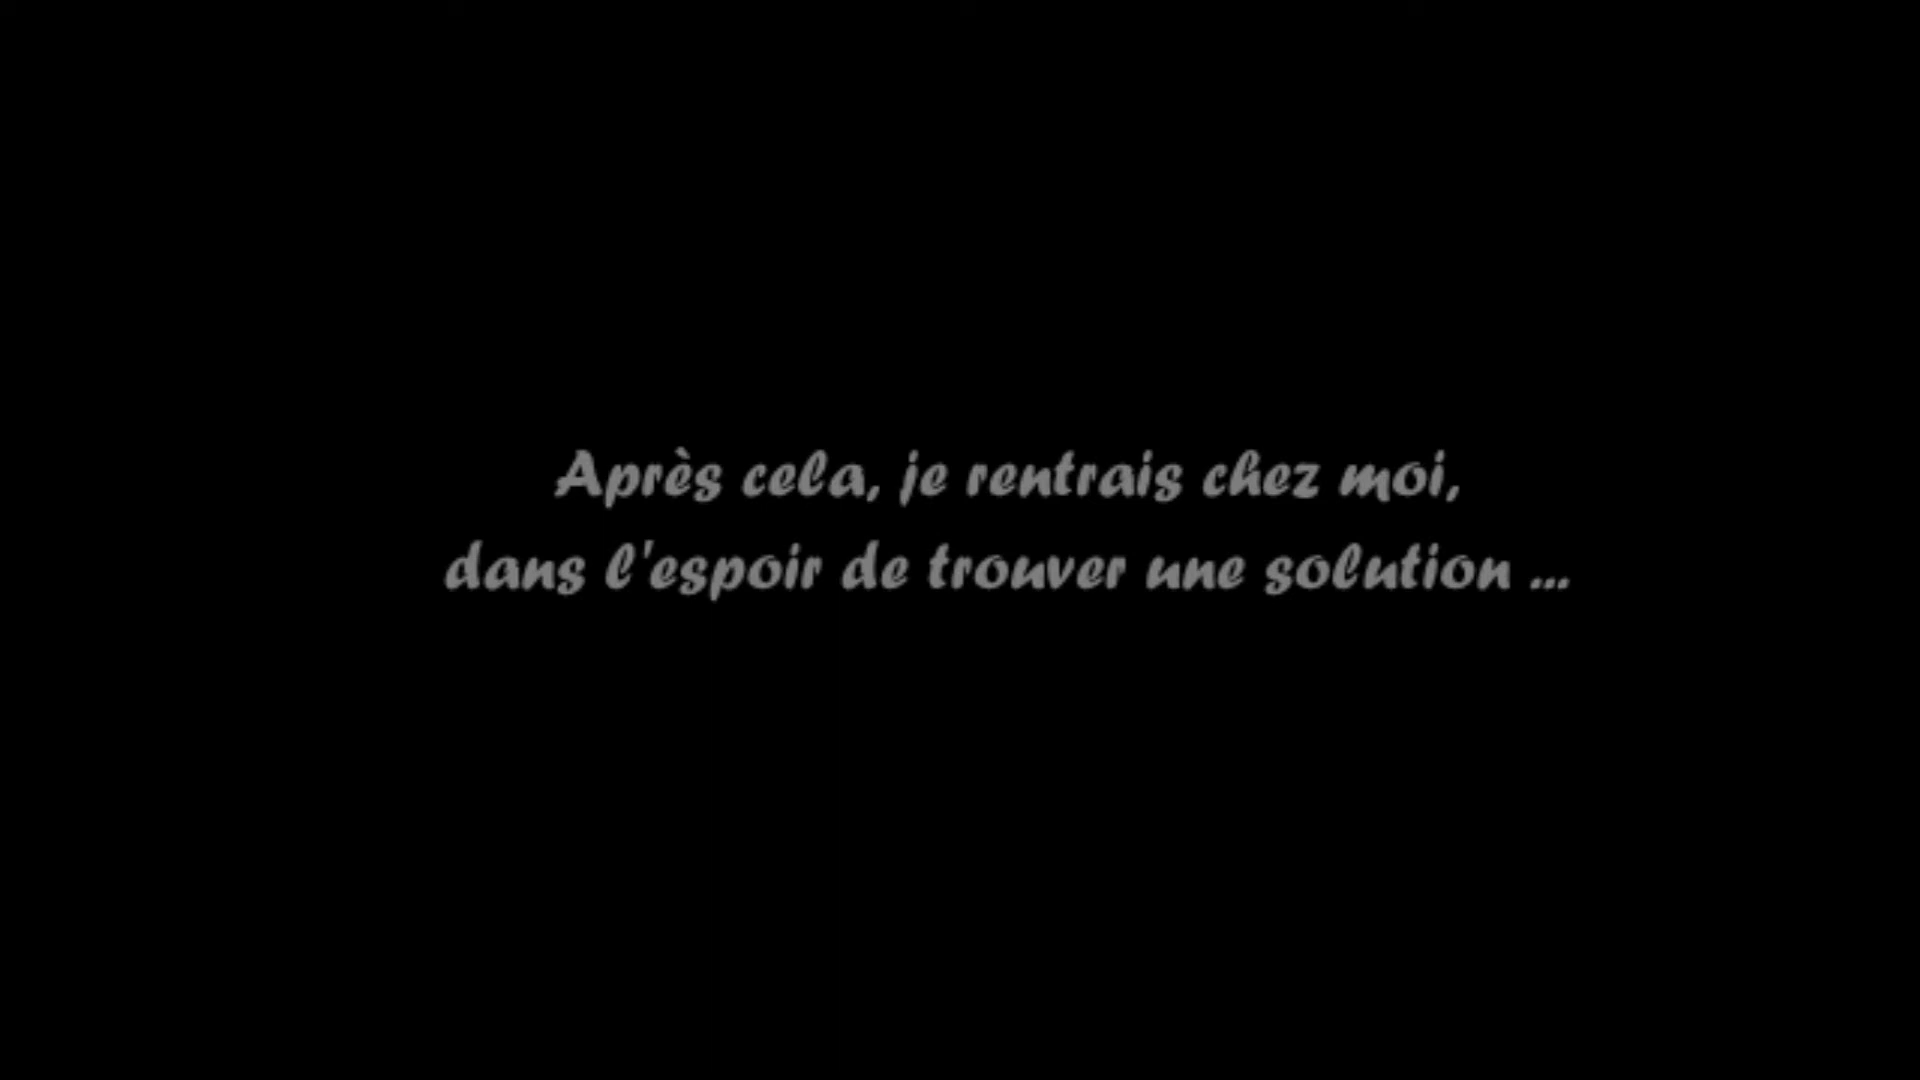 Après cela, je rentrais chez moi,
dans l'espoir de trouver une solution ...